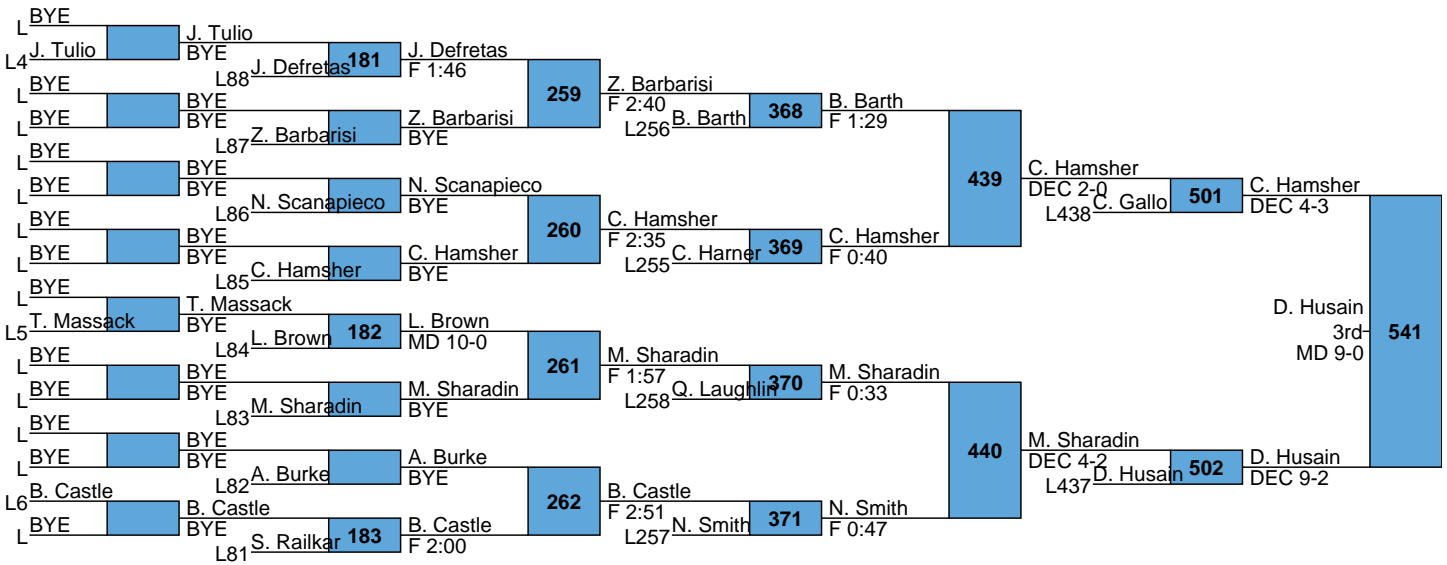 BYE
L
J. Tulio
L4
BYE
L
BYE
L
BYE
L
BYE
L
BYE
L
BYE
L
BYE
L
T. Massack
L5
BYE
L
BYE
L
BYE
L
BYE
L
B. Castle
L6
BYE
L
J. Tulio
BYE
J. Defretas
L88
BYE
BYE
Z. Barbarisi
L87
BYE
BYE
N. Scanapieco
L86
BYE
BYE
C. Hamsher
L85
T. Massack
BYE
L. Brown
L84
BYE
BYE
M. Sharadin
L83
BYE
BYE
A. Burke
L82
B. Castle
BYE
S. Railkar
L81
181
182
183
J. Defretas
F 1:46
Z. Barbarisi
BYE
N. Scanapieco
BYE
C. Hamsher
BYE
L. Brown
MD 10-0
M. Sharadin
BYE
A. Burke
BYE
B. Castle
F 2:00
259
260
261
262
Z. Barbarisi
F 2:40
B. Barth
L256
C. Hamsher
F 2:35
C. Harner
L255
M. Sharadin
F 1:57
Q. Laughlin
L258
B. Castle
F 2:51
N. Smith
L257
368
369
370
371
B. Barth
F 1:29
C. Hamsher
F 0:40
M. Sharadin
F 0:33
N. Smith
F 0:47
439
440
C. Hamsher
DEC 2-0
C. Gallo
L438
M. Sharadin
DEC 4-2
D. Husain
L437
501
502
C. Hamsher
DEC 4-3
D. Husain
DEC 9-2
D. Husain
3rd
MD 9-0
541